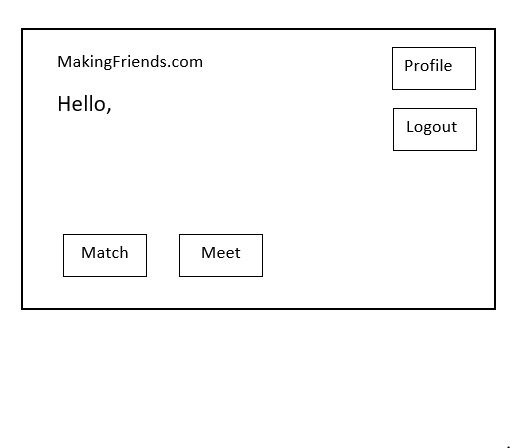 MakingFriends.com
Profile
Hello,
Logout
Match
Meet